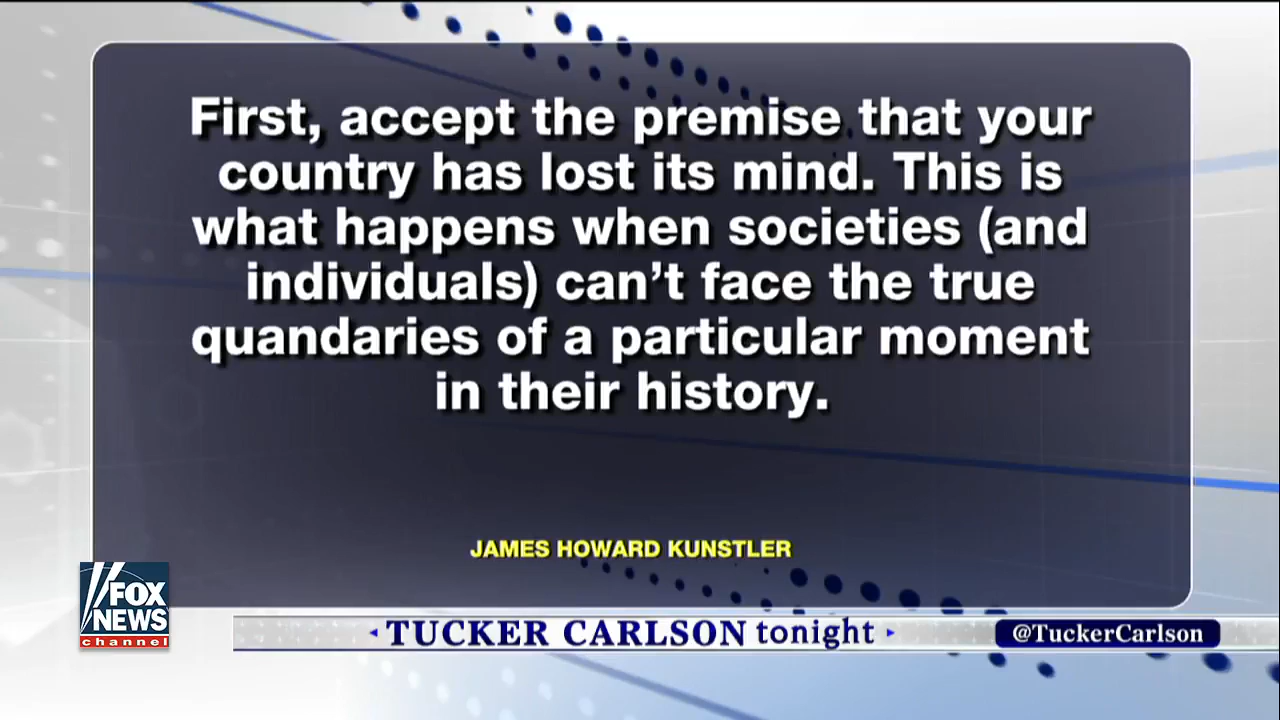 First, accept the premise that your
country has lost its mind. This is
what happens when societies (and
individuals) can’t face the true
quandaries of a particular moment
in their history.
JAMES HOWARD KUNSTLER
FOX
NEWS
channel
TUCKER CARLSON tonight
@TuckerCarlson